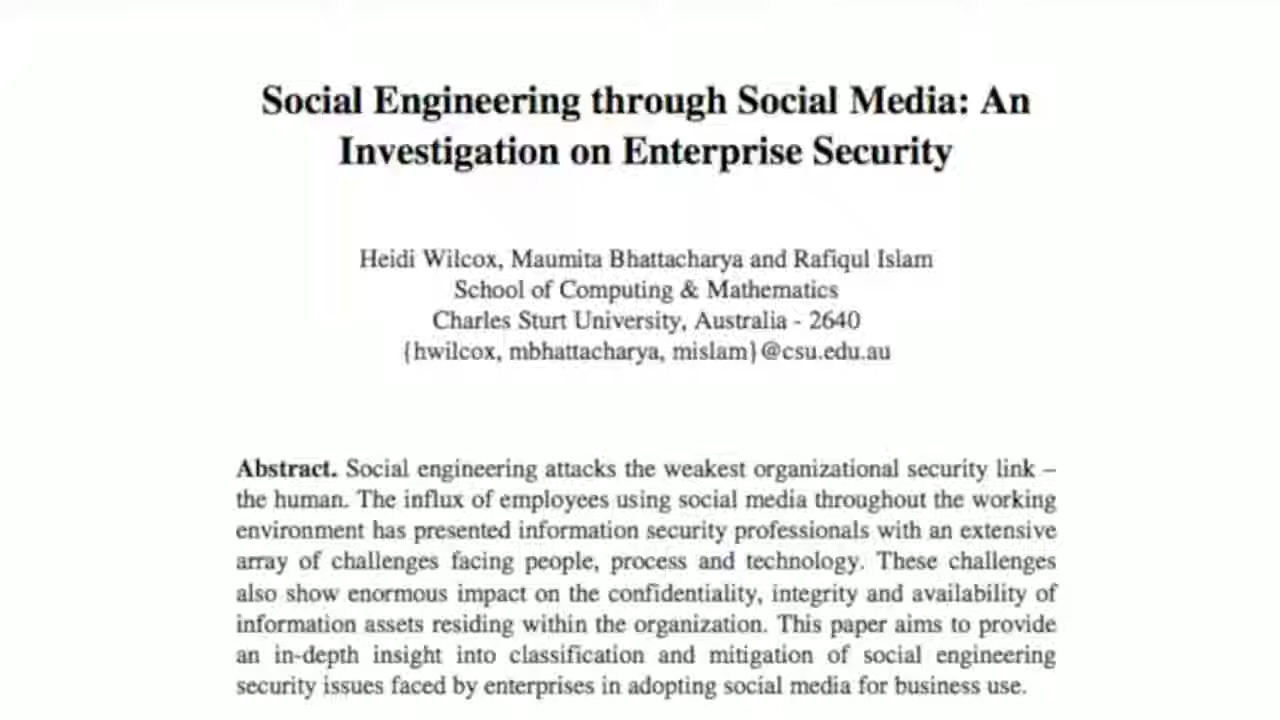 Social Engineering through Social Media: An
Investigation on Enterprise Security
Heidi Wilcox, Maumita Bhattacharya and Rafiqul Islam
School of Computing & Mathematics
Charles Sturt University, Australia - 2640
{hwilcox, mbhattacharya, mislam}@csu.edu.au
Abstract. Social engineering attacks the weakest organizational security link –
the human. The influx of employees using social media throughout the working
environment has presented information security professionals with an extensive
array of challenges facing people, process and technology. These challenges
also show enormous impact on the confidentiality, integrity and availability of
information assets residing within the organization. This paper aims to provide
an in-depth insight into classification and mitigation of social engineering
security issues faced by enterprises in adopting social media for business use.